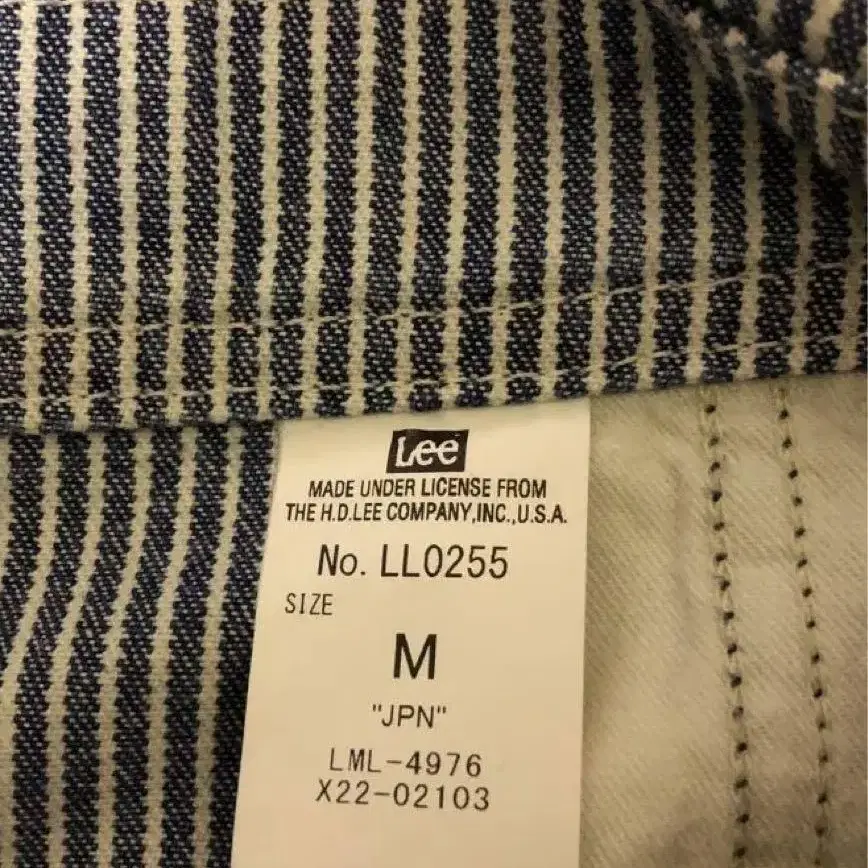 Lee
MADE UNDER LICENSE FROM
THE H.D.LEE COMPANY,INC.,U.S.A.
No. LL0255
SIZE
M
"JPN"
LML-4976
X22-02103